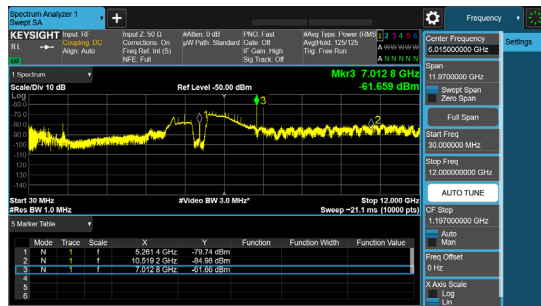 Spectrum Analyzer 1
Swept SA
+
Frequency
KEYSIGHT
Input: RF
Coupling: DC
Align: Auto
Input Z: 50 Ω
Corrections: On
Freq Ref: Int (S)
NFE: Full
#Atten: 0 dB
µW Path: Standard
PNO: Fast
Gate: Off
IF Gain: High
Sig Track: Off
#Avg Type: Power (RMS)
Avg|Hold: 125/125
Trig: Free Run
1 2 3 4 5 6
A W W W W W
A N N N N N
Center Frequency
6.015000000 GHz
Settings
1 Spectrum
Scale/Div 10 dB
Ref Level -50.00 dBm
Mkr3 7.012 8 GHz
-61.659 dBm
Span
11.9700000 GHz
Swept Span
Zero Span
Full Span
Start Freq
30.000000 MHz
Stop Freq
12.00000000 GHz
AUTO TUNE
CF Step
1.197000000 GHz
Auto
Man
Freq Offset
0 Hz
X Axis Scale
Log
Lin
Log
-60.0
-70.0
-80.0
-90.0
-100
-110
-120
-130
-140
3
2
Start 30 MHz
#Res BW 1.0 MHz
#Video BW 3.0 MHz*
Stop 12.000 GHz
Sweep ~21.1 ms (10000 pts)
5 Marker Table
Mode Trace Scale X Y Function Function Width Function Value
1 N 1 f 5.261 4 GHz -79.74 dBm
2 N 1 f 10.519 2 GHz -84.98 dBm
3 N 1 f 7.012 8 GHz -61.66 dBm
4
5
6